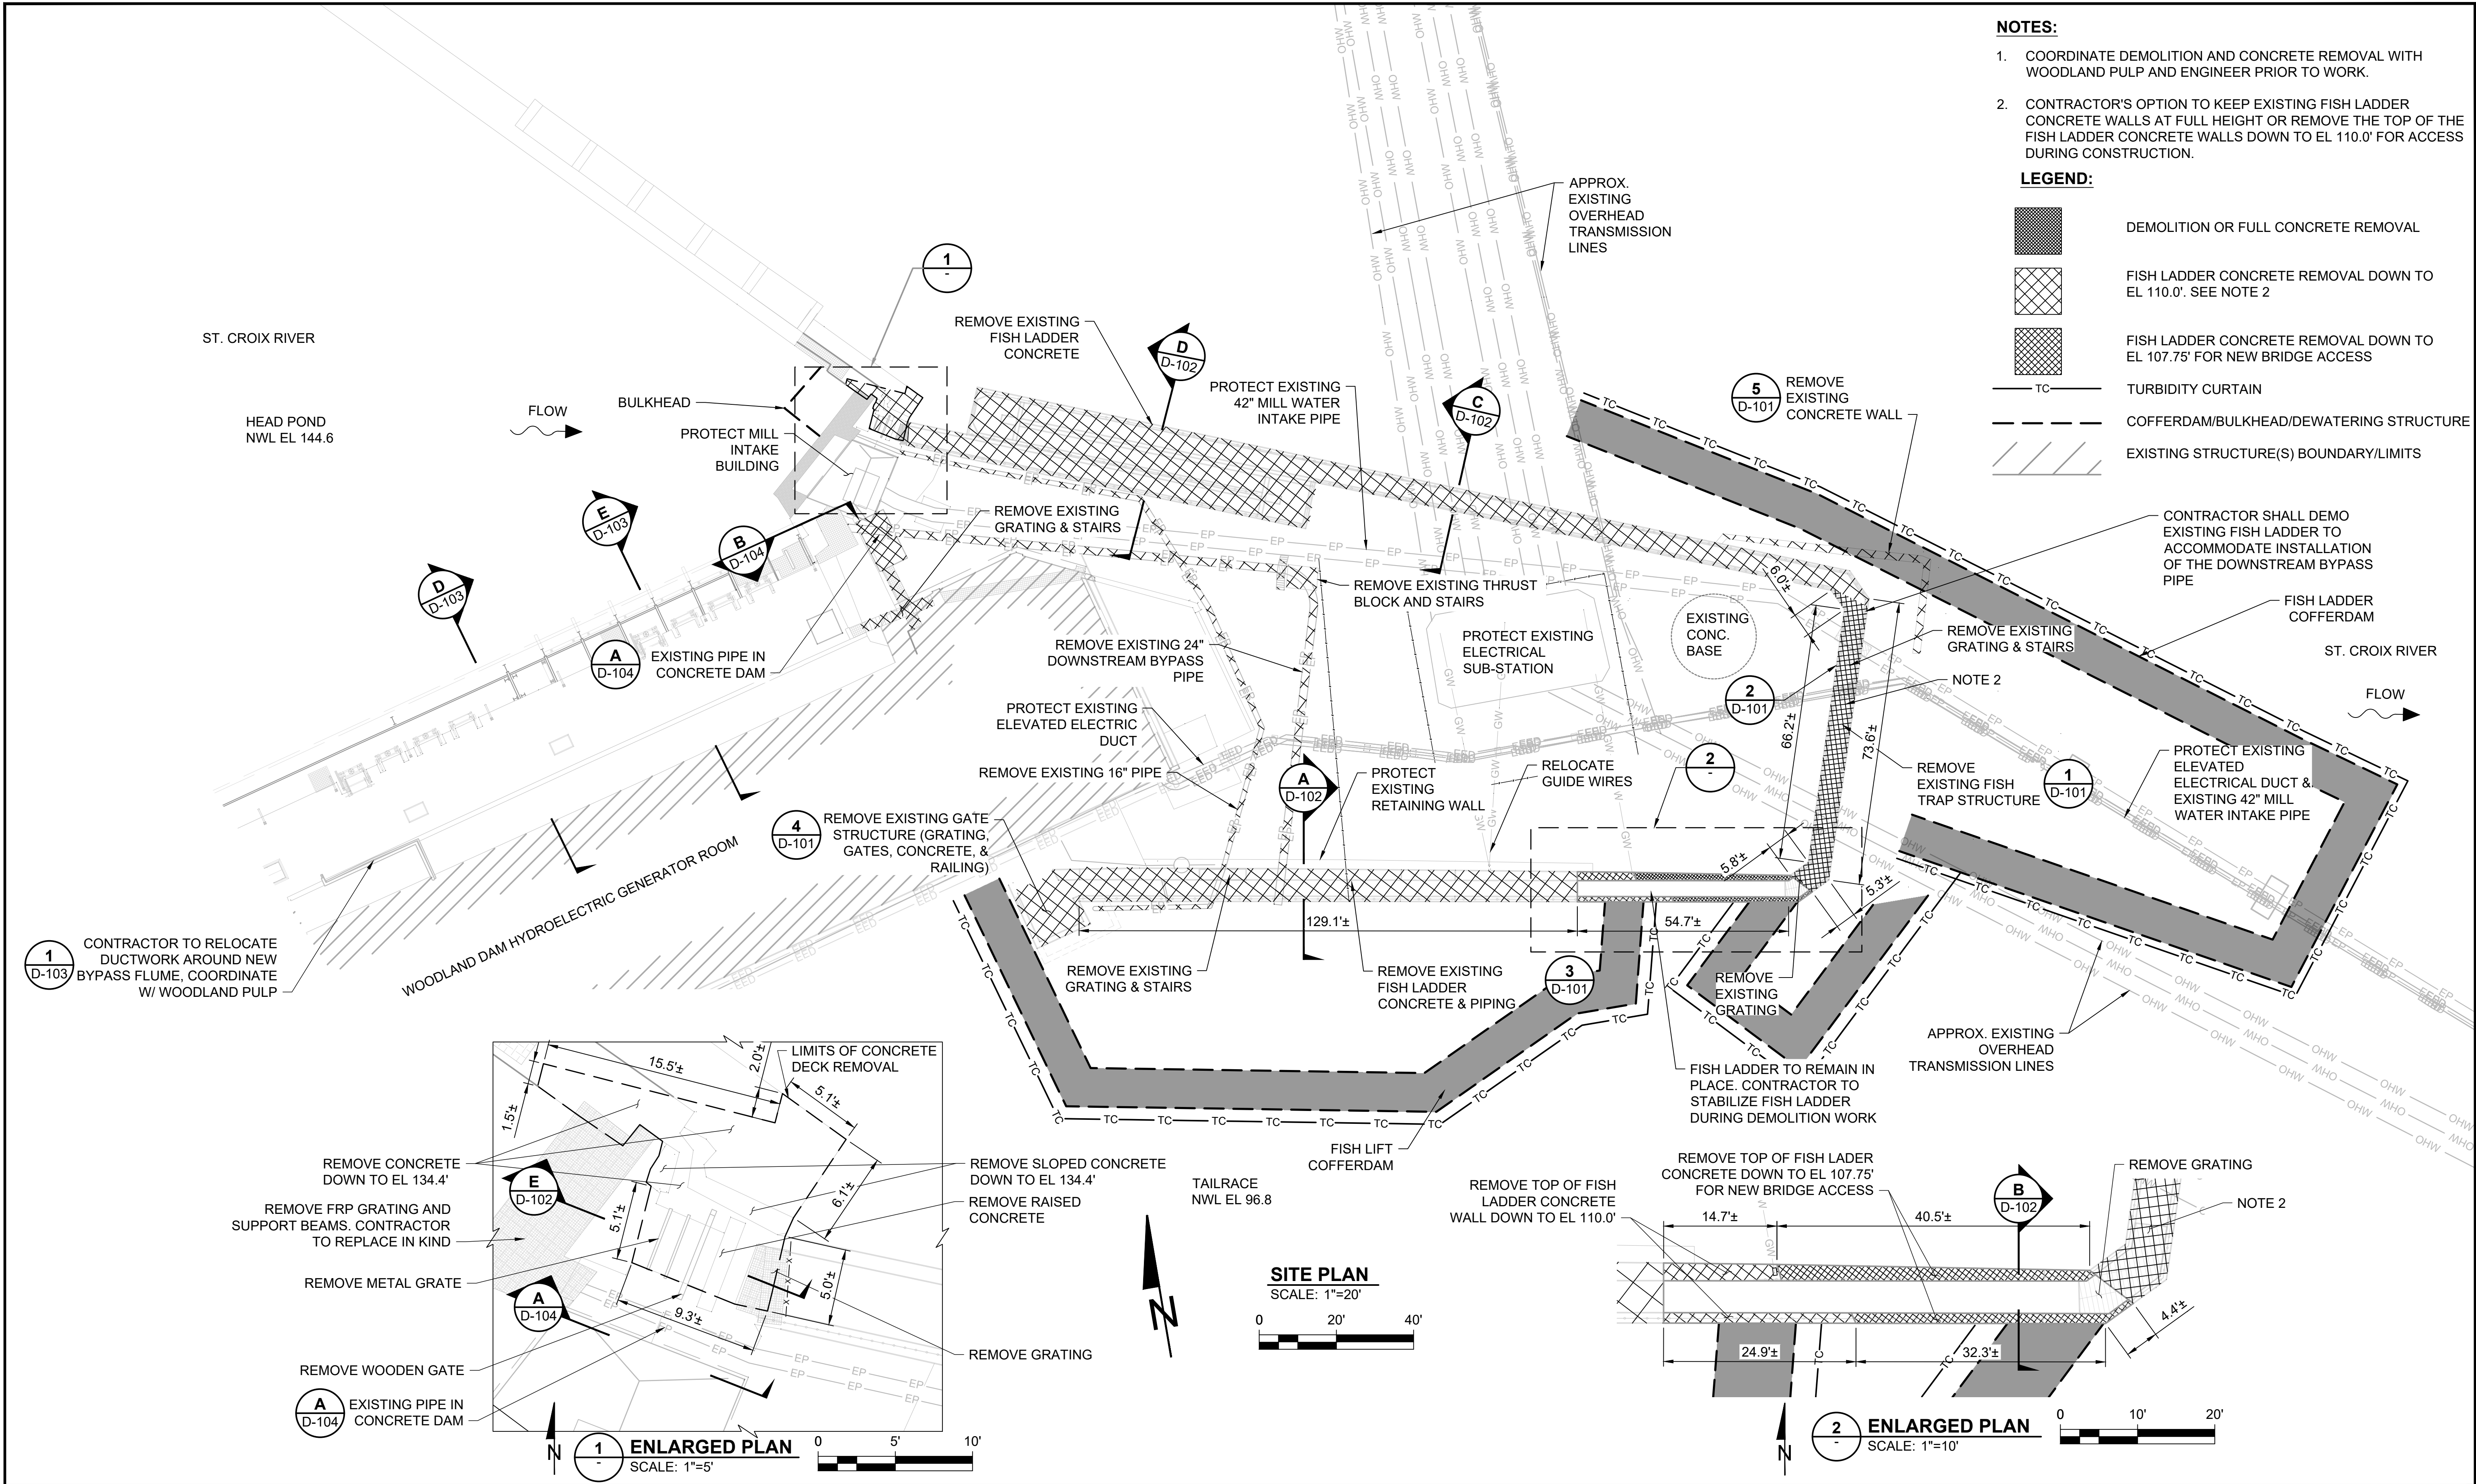 NOTES:
1. COORDINATE DEMOLITION AND CONCRETE REMOVAL WITH
WOODLAND PULP AND ENGINEER PRIOR TO WORK.
2. CONTRACTOR'S OPTION TO KEEP EXISTING FISH LADDER
CONCRETE WALLS AT FULL HEIGHT OR REMOVE THE TOP OF THE
FISH LADDER CONCRETE WALLS DOWN TO EL 110.0' FOR ACCESS
DURING CONSTRUCTION.
LEGEND:
DEMOLITION OR FULL CONCRETE REMOVAL
FISH LADDER CONCRETE REMOVAL DOWN TO
EL 110.0'. SEE NOTE 2
FISH LADDER CONCRETE REMOVAL DOWN TO
EL 107.75' FOR NEW BRIDGE ACCESS
TC
TURBIDITY CURTAIN
COFFERDAM/BULKHEAD/DEWATERING STRUCTURE
EXISTING STRUCTURE(S) BOUNDARY/LIMITS
APPROX.
EXISTING
OVERHEAD
TRANSMISSION
LINES
1
-
ST. CROIX RIVER
HEAD POND
NWL EL 144.6
FLOW
BULKHEAD
PROTECT MILL
INTAKE
BUILDING
REMOVE EXISTING
FISH LADDER
CONCRETE
D
D-102
PROTECT EXISTING
42" MILL WATER
INTAKE PIPE
C
D-102
5
D-101
REMOVE
EXISTING
CONCRETE WALL
E
D-103
B
D-104
D
D-103
REMOVE EXISTING
GRATING & STAIRS
A
D-104
EXISTING PIPE IN
CONCRETE DAM
REMOVE EXISTING THRUST
BLOCK AND STAIRS
REMOVE EXISTING 24"
DOWNSTREAM BYPASS
PIPE
PROTECT EXISTING
ELECTRICAL
SUB-STATION
EXISTING
CONC.
BASE
6.0'±
CONTRACTOR SHALL DEMO
EXISTING FISH LADDER TO
ACCOMMODATE INSTALLATION
OF THE DOWNSTREAM BYPASS
PIPE
FISH LADDER
COFFERDAM
REMOVE EXISTING
GRATING & STAIRS
ST. CROIX RIVER
FLOW
NOTE 2
2
D-101
66.2'±
73.6'±
PROTECT EXISTING
ELEVATED ELECTRIC
DUCT
REMOVE EXISTING 16" PIPE
A
D-102
PROTECT
EXISTING
RETAINING WALL
RELOCATE
GUIDE WIRES
2
-
REMOVE
EXISTING FISH
TRAP STRUCTURE
1
D-101
PROTECT EXISTING
ELEVATED
ELECTRICAL DUCT &
EXISTING 42" MILL
WATER INTAKE PIPE
4
D-101
REMOVE EXISTING GATE
STRUCTURE (GRATING,
GATES, CONCRETE, &
RAILING)
5.8'±
5.3'±
129.1'±
54.7'±
WOODLAND DAM HYDROELECTRIC GENERATOR ROOM
1
D-103
CONTRACTOR TO RELOCATE
DUCTWORK AROUND NEW
BYPASS FLUME, COORDINATE
W/ WOODLAND PULP
REMOVE EXISTING
GRATING & STAIRS
REMOVE EXISTING
FISH LADDER
CONCRETE & PIPING
3
D-101
REMOVE
EXISTING
GRATING
APPROX. EXISTING
OVERHEAD
TRANSMISSION LINES
FISH LADDER TO REMAIN IN
PLACE. CONTRACTOR TO
STABILIZE FISH LADDER
DURING DEMOLITION WORK
FISH LIFT
COFFERDAM
TAILRACE
NWL EL 96.8
N
SITE PLAN
SCALE: 1"=20'
0 20' 40'
15.5'±
2.0'±
LIMITS OF CONCRETE
DECK REMOVAL
5.1'±
1.5'±
REMOVE CONCRETE
DOWN TO EL 134.4'
E
D-102
REMOVE FRP GRATING AND
SUPPORT BEAMS. CONTRACTOR
TO REPLACE IN KIND
5.1'±
6.1'±
REMOVE SLOPED CONCRETE
DOWN TO EL 134.4'
REMOVE RAISED
CONCRETE
REMOVE METAL GRATE
A
D-104
9.3'±
5.0'±
REMOVE WOODEN GATE
REMOVE GRATING
A
D-104
EXISTING PIPE IN
CONCRETE DAM
N
1
-
ENLARGED PLAN
SCALE: 1"=5'
0 5' 10'
REMOVE TOP OF FISH LADER
CONCRETE DOWN TO EL 107.75'
FOR NEW BRIDGE ACCESS
REMOVE TOP OF FISH
LADDER CONCRETE
WALL DOWN TO EL 110.0'
14.7'±
40.5'±
B
D-102
REMOVE GRATING
NOTE 2
4.4'±
24.9'±
32.3'±
N
2
-
ENLARGED PLAN
SCALE: 1"=10'
0 10' 20'